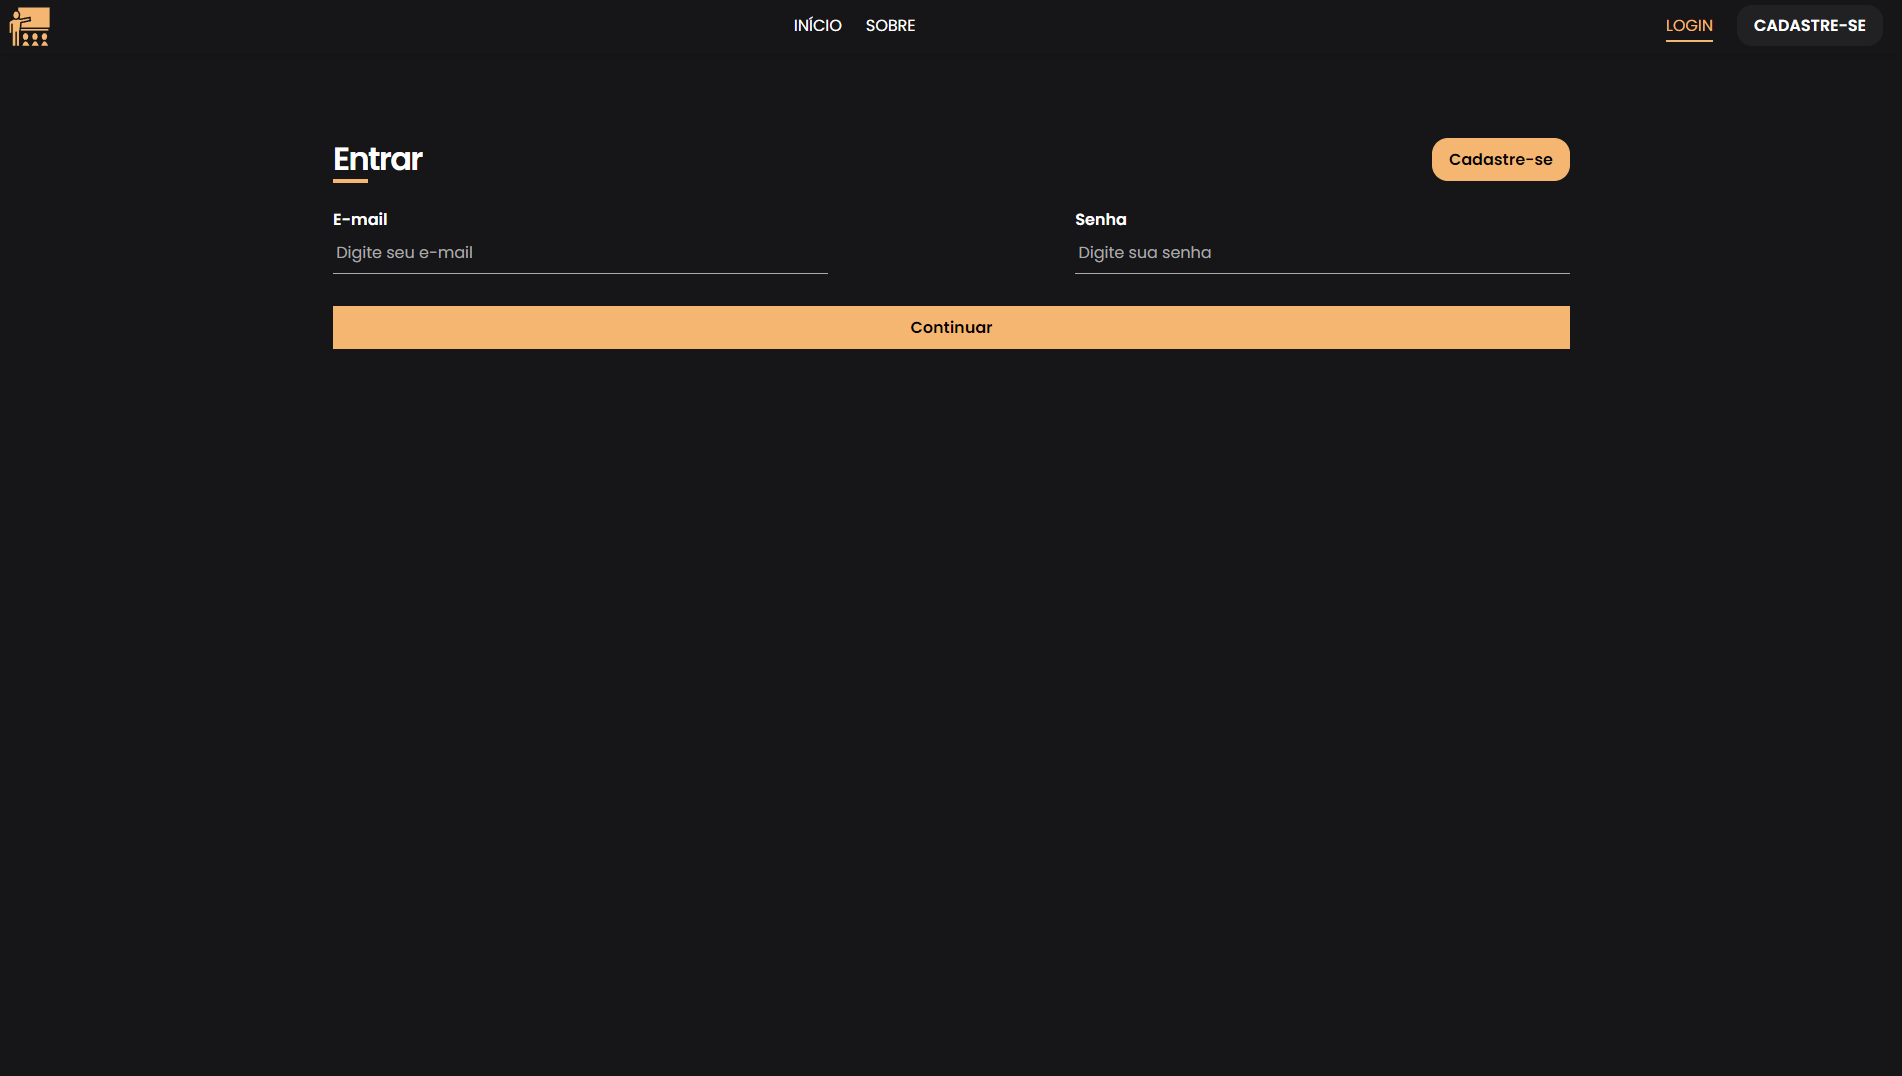 INÍCIO SOBRE LOGIN CADASTRE-SE
Entrar Cadastre-se
E-mail Senha
Digite seu e-mail Digite sua senha
Continuar